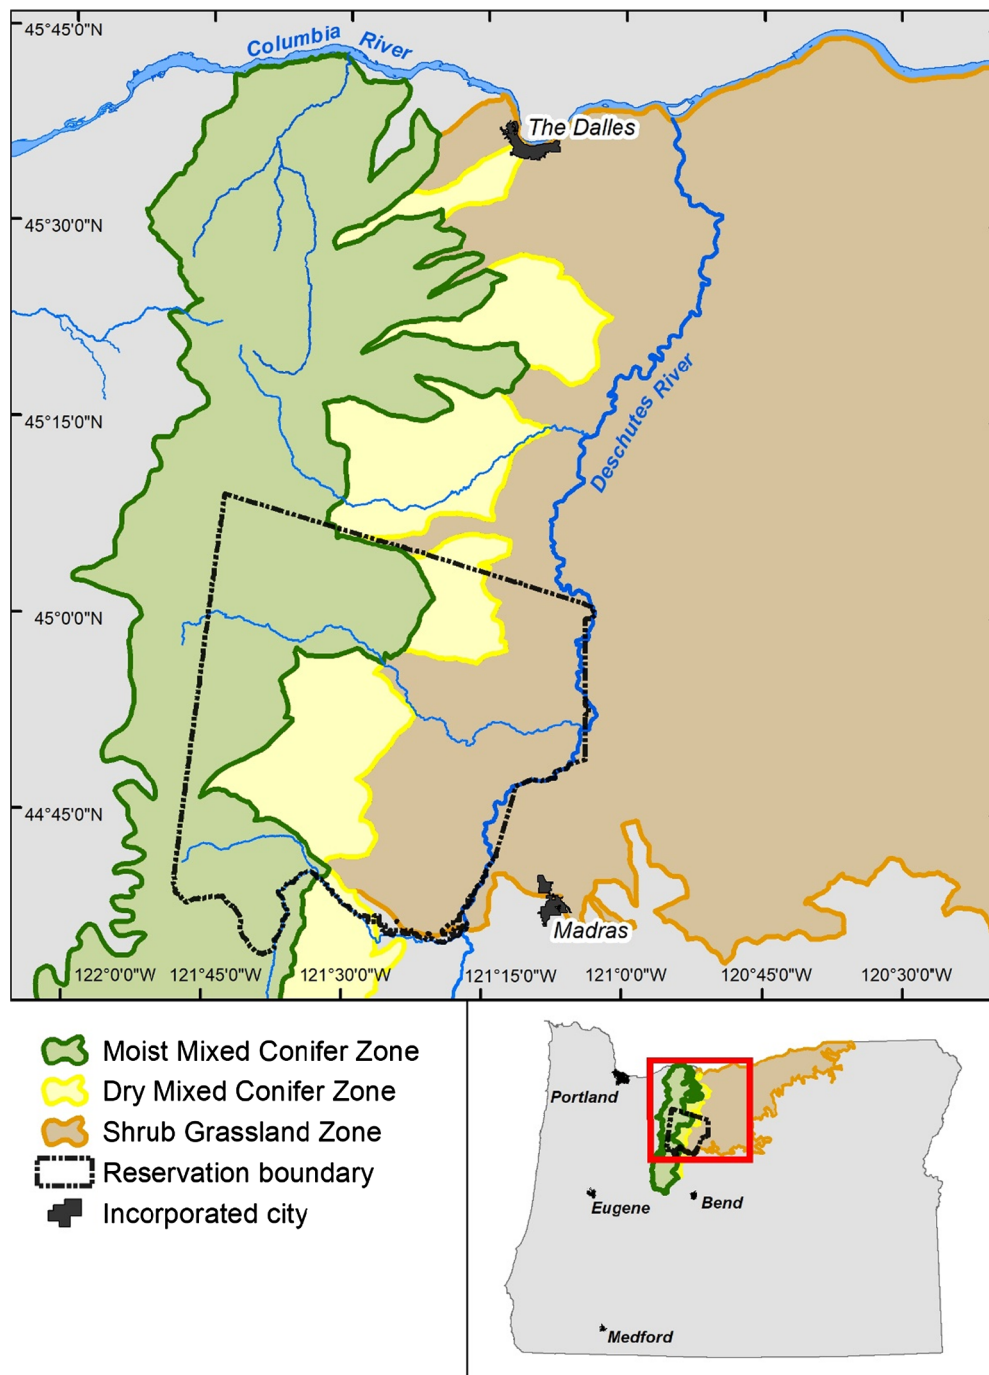 45°45'0"N
Columbia River
The Dalles
45°30'0"N
45°15'0"N
Deschutes River
45°0'0"N
44°45'0"N
Madras
122°0'0"W 121°45'0"W 121°30'0"W 121°15'0"W 121°0'0"W 120°45'0"W 120°30'0"W
Moist Mixed Conifer Zone
Dry Mixed Conifer Zone
Shrub Grassland Zone
Reservation boundary
Incorporated city
Portland
Eugene
Bend
Medford